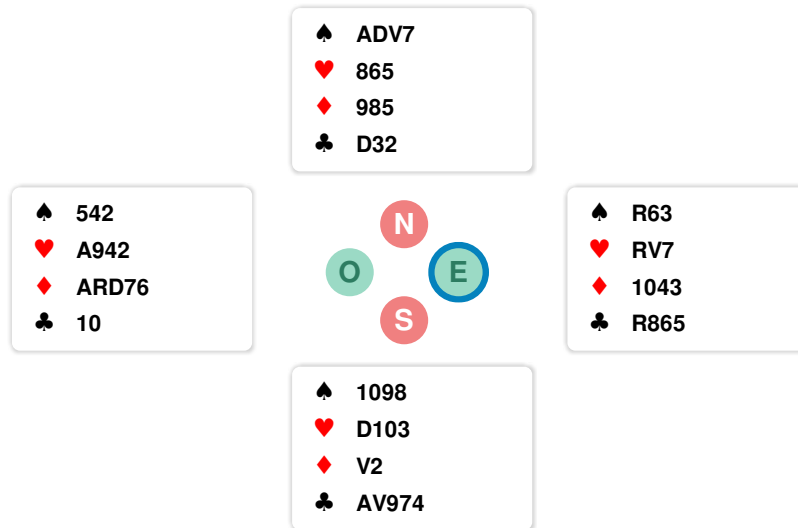 ♠ ADV7
♥ 865
♦ 985
♣ D32
♠ 542
♥ A942
♦ ARD76
♣ 10
N
O
E
S
♠ R63
♥ RV7
♦ 1043
♣ R865
♠ 1098
♥ D103
♦ V2
♣ AV974